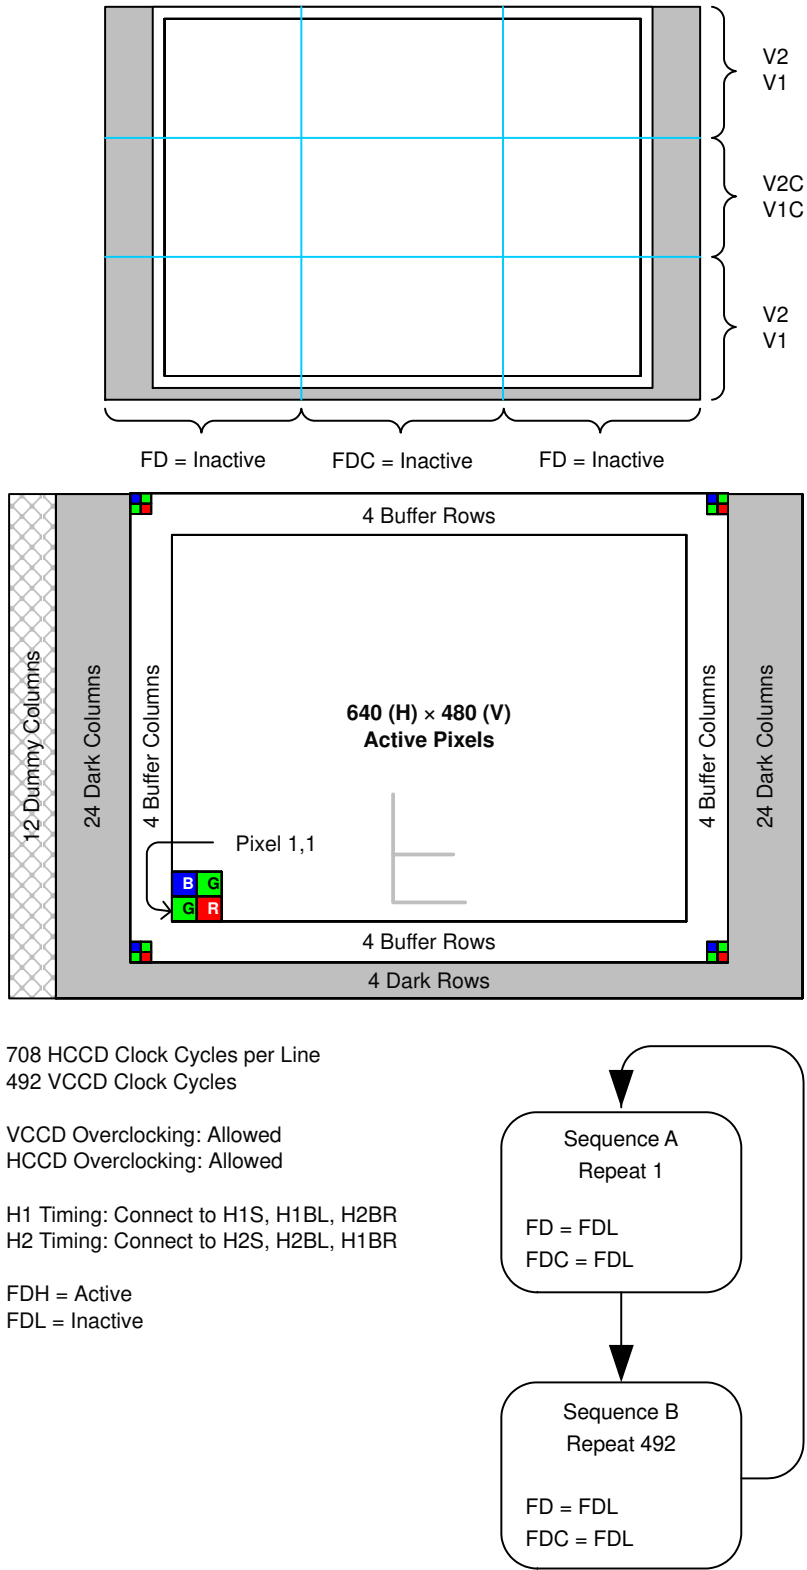 V2
V1
V2C
V1C
V2
V1
FD = Inactive
FDC = Inactive
FD = Inactive
4 Buffer Rows
12 Dummy Columns
24 Dark Columns
4 Buffer Columns
640 (H) × 480 (V)
Active Pixels
4 Buffer Columns
24 Dark Columns
Pixel 1,1
B G
G R
4 Buffer Rows
4 Dark Rows
708 HCCD Clock Cycles per Line
492 VCCD Clock Cycles
VCCD Overclocking: Allowed
HCCD Overclocking: Allowed
H1 Timing: Connect to H1S, H1BL, H2BR
H2 Timing: Connect to H2S, H2BL, H1BR
FDH = Active
FDL = Inactive
Sequence A
Repeat 1
FD = FDL
FDC = FDL
Sequence B
Repeat 492
FD = FDL
FDC = FDL